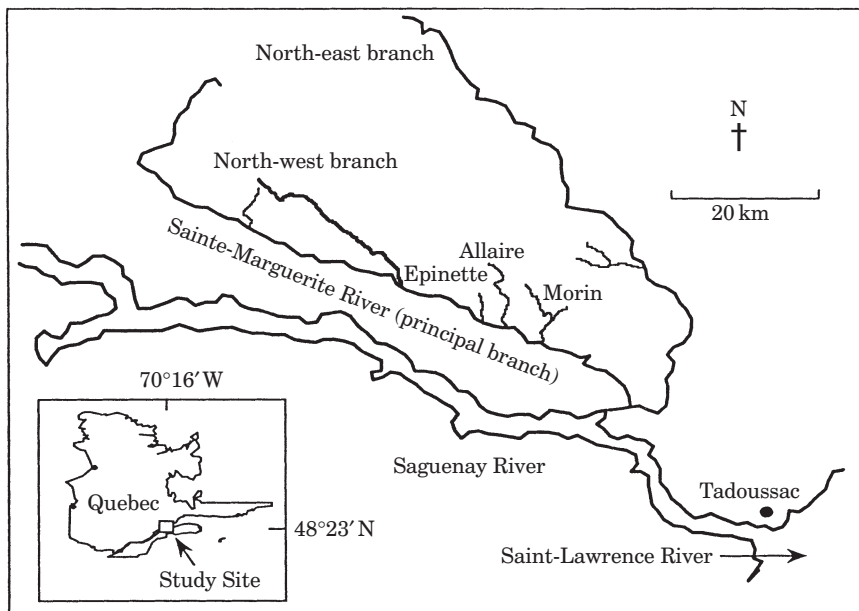 North-east branch
N
20 km
North-west branch
Allaire
Epinette
Morin
Sainte-Marguerite River (principal branch)
70°16′ W
Quebec
48°23′ N
Study Site
Saguenay River
Tadoussac
Saint-Lawrence River